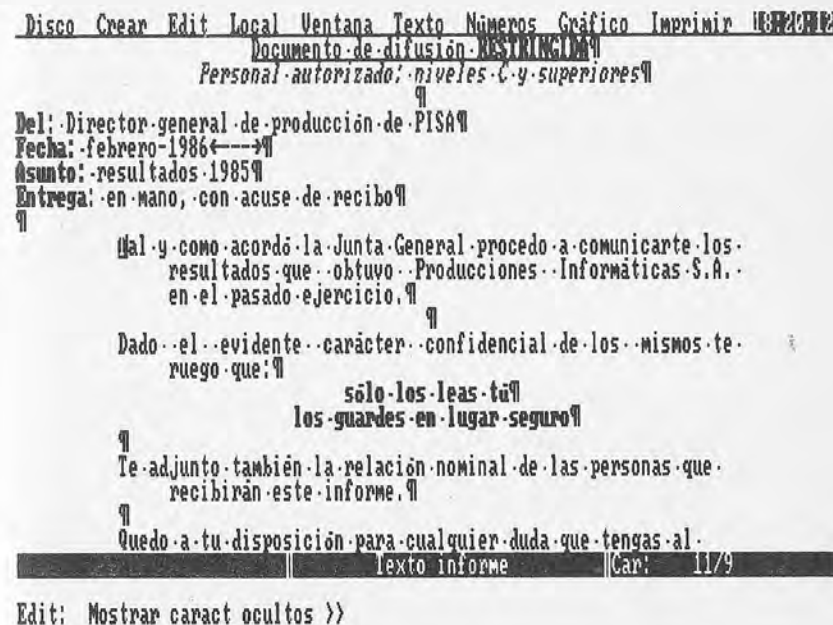 Disco Crear Edit Local Ventana Texto Números Gráfico Imprimir
Documento·de·difusión·RESTRINGIDA¶
Personal·autorizado:·niveles·C·y·superiores¶
¶
Del:·Director·general·de·producción·de·PISA¶
Fecha:·febrero-1986←--→¶
Asunto:·resultados·1985¶
Entrega:·en·mano,·con·acuse·de·recibo¶
¶
·y·como·acordó·la·Junta·General·procedo·a·comunicarte·los·
resultados·que··obtuvo··Producciones··Informáticas·S.A.·
en·el·pasado·ejercicio.¶
¶
Dado··el··evidente··carácter··confidencial·de·los··mismos·te·
ruego·que:¶
sólo·los·leas·tú¶
los·guardes·en·lugar·seguro¶
¶
Te·adjunto·también·la·relación·nominal·de·las·personas·que·
recibirán·este·informe.¶
¶
Quedo·a·tu·disposición·para·cualquier·duda·que·tengas·al·
Texto informe Car: 11/9
Edit: Mostrar caract ocultos >>